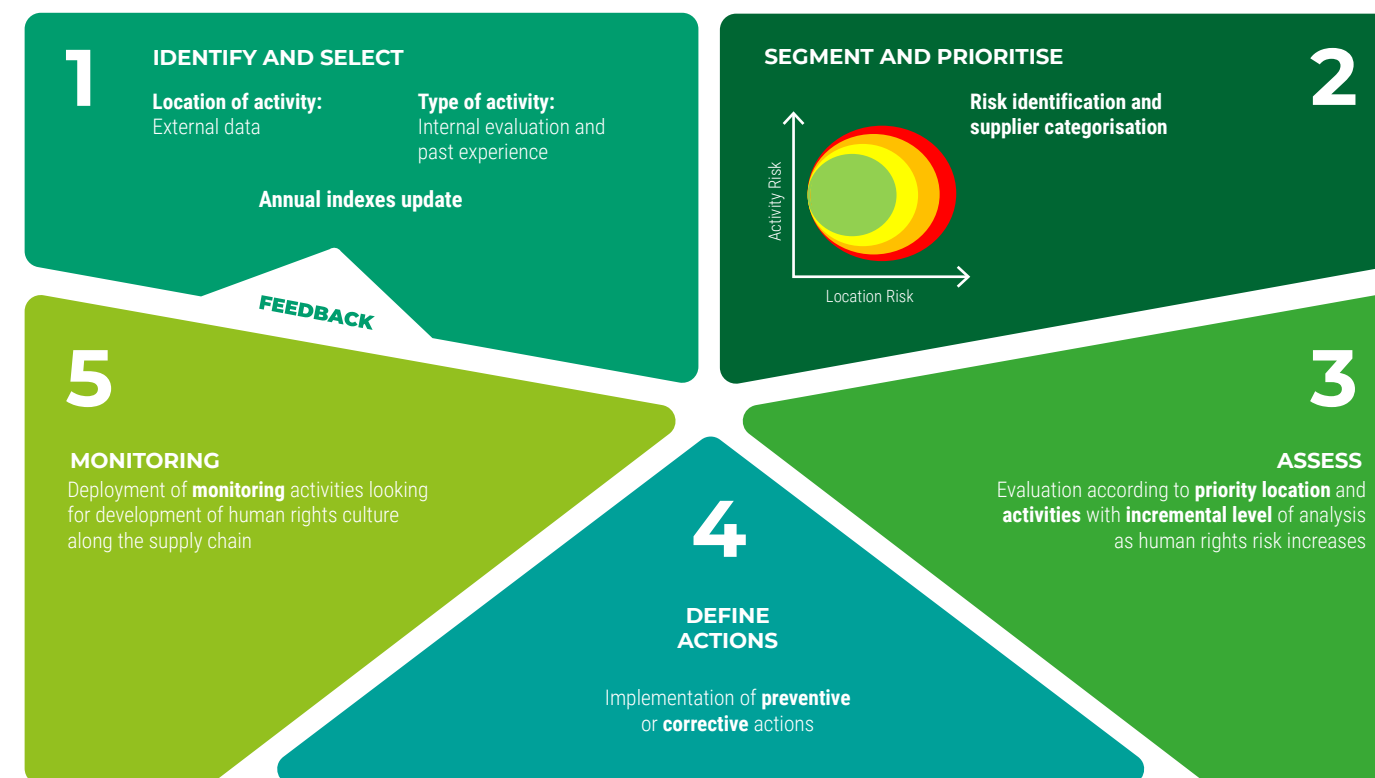 1
IDENTIFY AND SELECT
Location of activity:
External data
Type of activity:
Internal evaluation and
past experience
Annual indexes update
SEGMENT AND PRIORITISE
2
Risk identification and
supplier categorisation
Activity Risk
Location Risk
FEEDBACK
3
ASSESS
Evaluation according to priority location and
activities with incremental level of analysis
as human rights risk increases
4
DEFINE
ACTIONS
Implementation of preventive
or corrective actions
5
MONITORING
Deployment of monitoring activities looking
for development of human rights culture
along the supply chain